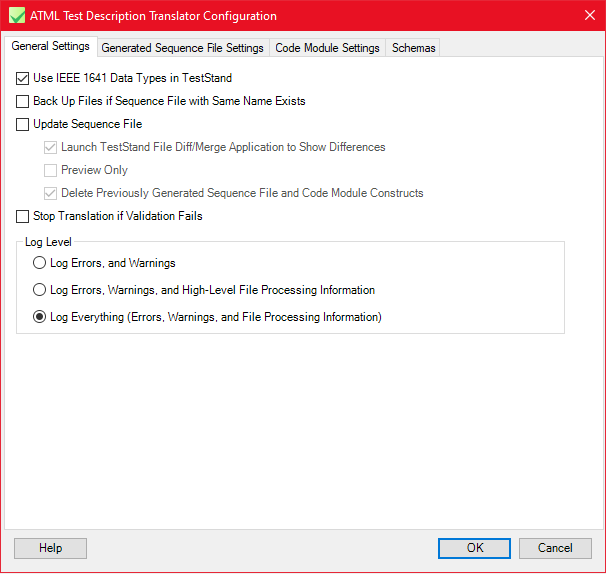 ATML Test Description Translator Configuration
General Settings Generated Sequence File Settings Code Module Settings Schemas
Use IEEE 1641 Data Types in TestStand
Back Up Files if Sequence File with Same Name Exists
Update Sequence File
Launch TestStand File Diff/Merge Application to Show Differences
Preview Only
Delete Previously Generated Sequence File and Code Module Constructs
Stop Translation if Validation Fails
Log Level
Log Errors, and Warnings
Log Errors, Warnings, and High-Level File Processing Information
Log Everything (Errors, Warnings, and File Processing Information)
Help OK Cancel